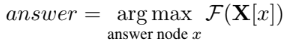 answer = arg max F(X[x])
answer node x